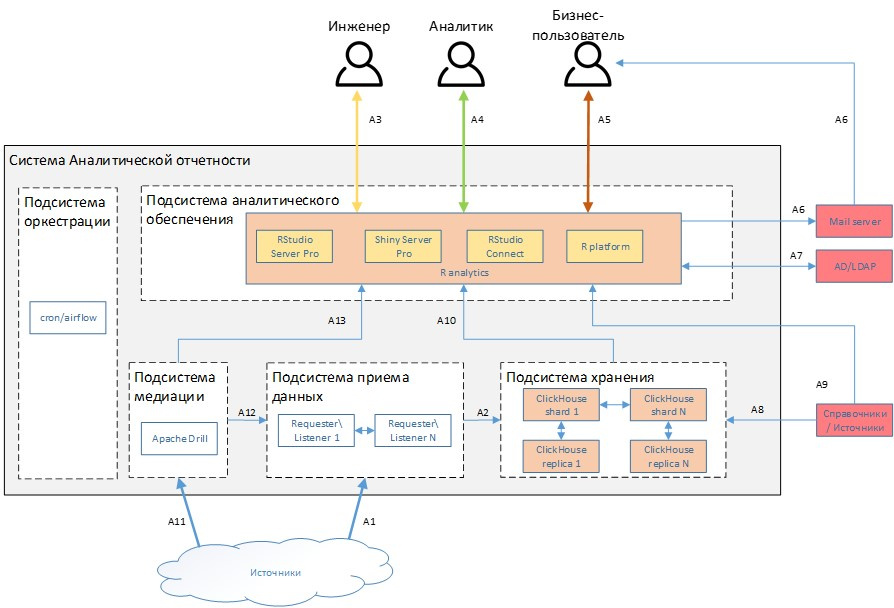 Инженер
Аналитик
Бизнес-
пользователь
A3
A4
A5
A6
Система Аналитической отчетности
Подсистема
оркестрации
cron/airflow
Подсистема аналитического
обеспечения
RStudio
Server Pro
Shiny Server
Pro
RStudio
Connect
R platform
R analytics
A6
Mail server
A7
AD/LDAP
A13
A10
A9
Подсистема
медиации
Apache Drill
A12
Подсистема приема
данных
Requester\
Listener 1
Requester\
Listener N
A2
Подсистема хранения
ClickHouse
shard 1
ClickHouse
shard N
ClickHouse
replica 1
ClickHouse
replica N
A8
Справочники
/ Источники
A11
A1
Источники